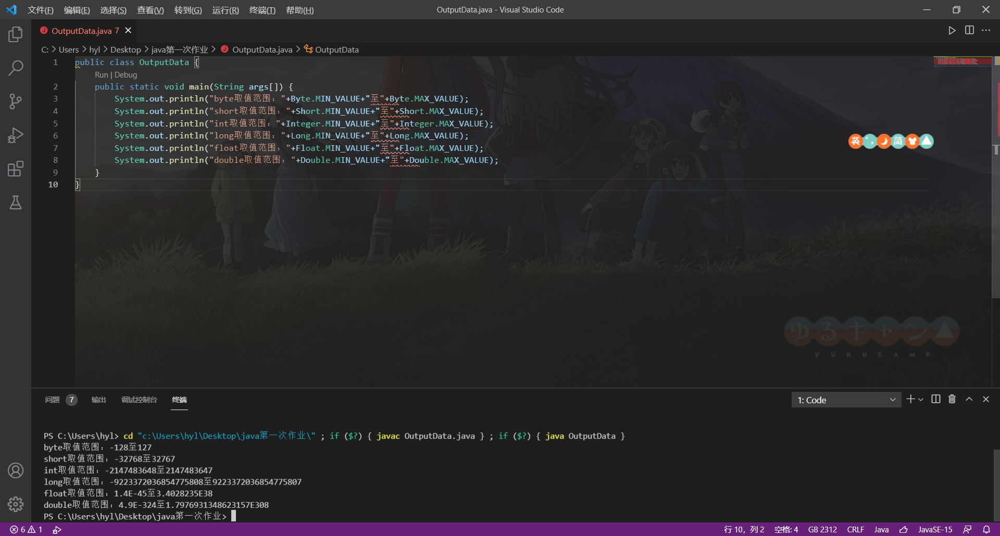 文件(F) 编辑(E) 选择(S) 查看(V) 转到(G) 运行(R) 终端(T) 帮助(H) OutputData.java - Visual Studio Code
OutputData.java 7
C: > Users > hyl > Desktop > java第一次作业 > OutputData.java > OutputData
1 public class OutputData {
Run | Debug
2 public static void main(String args[]) {
3 System.out.println("byte取值范围："+Byte.MIN_VALUE+"至"+Byte.MAX_VALUE);
4 System.out.println("short取值范围："+Short.MIN_VALUE+"至"+Short.MAX_VALUE);
5 System.out.println("int取值范围："+Integer.MIN_VALUE+"至"+Integer.MAX_VALUE);
6 System.out.println("long取值范围："+Long.MIN_VALUE+"至"+Long.MAX_VALUE);
7 System.out.println("float取值范围："+Float.MIN_VALUE+"至"+Float.MAX_VALUE);
8 System.out.println("double取值范围："+Double.MIN_VALUE+"至"+Double.MAX_VALUE);
9 }
10 }
英 简
ゆるキャン
YURUCAMP
问题 7 输出 调试控制台 终端 1: Code
PS C:\Users\hyl> cd "c:\Users\hyl\Desktop\java第一次作业\" ; if ($?) { javac OutputData.java } ; if ($?) { java OutputData }
byte取值范围：-128至127
short取值范围：-32768至32767
int取值范围：-2147483648至2147483647
long取值范围：-9223372036854775808至9223372036854775807
float取值范围：1.4E-45至3.4028235E38
double取值范围：4.9E-324至1.7976931348623157E308
PS C:\Users\hyl\Desktop\java第一次作业>
6 1 行 10，列 2 空格: 4 GB 2312 CRLF Java JavaSE-15